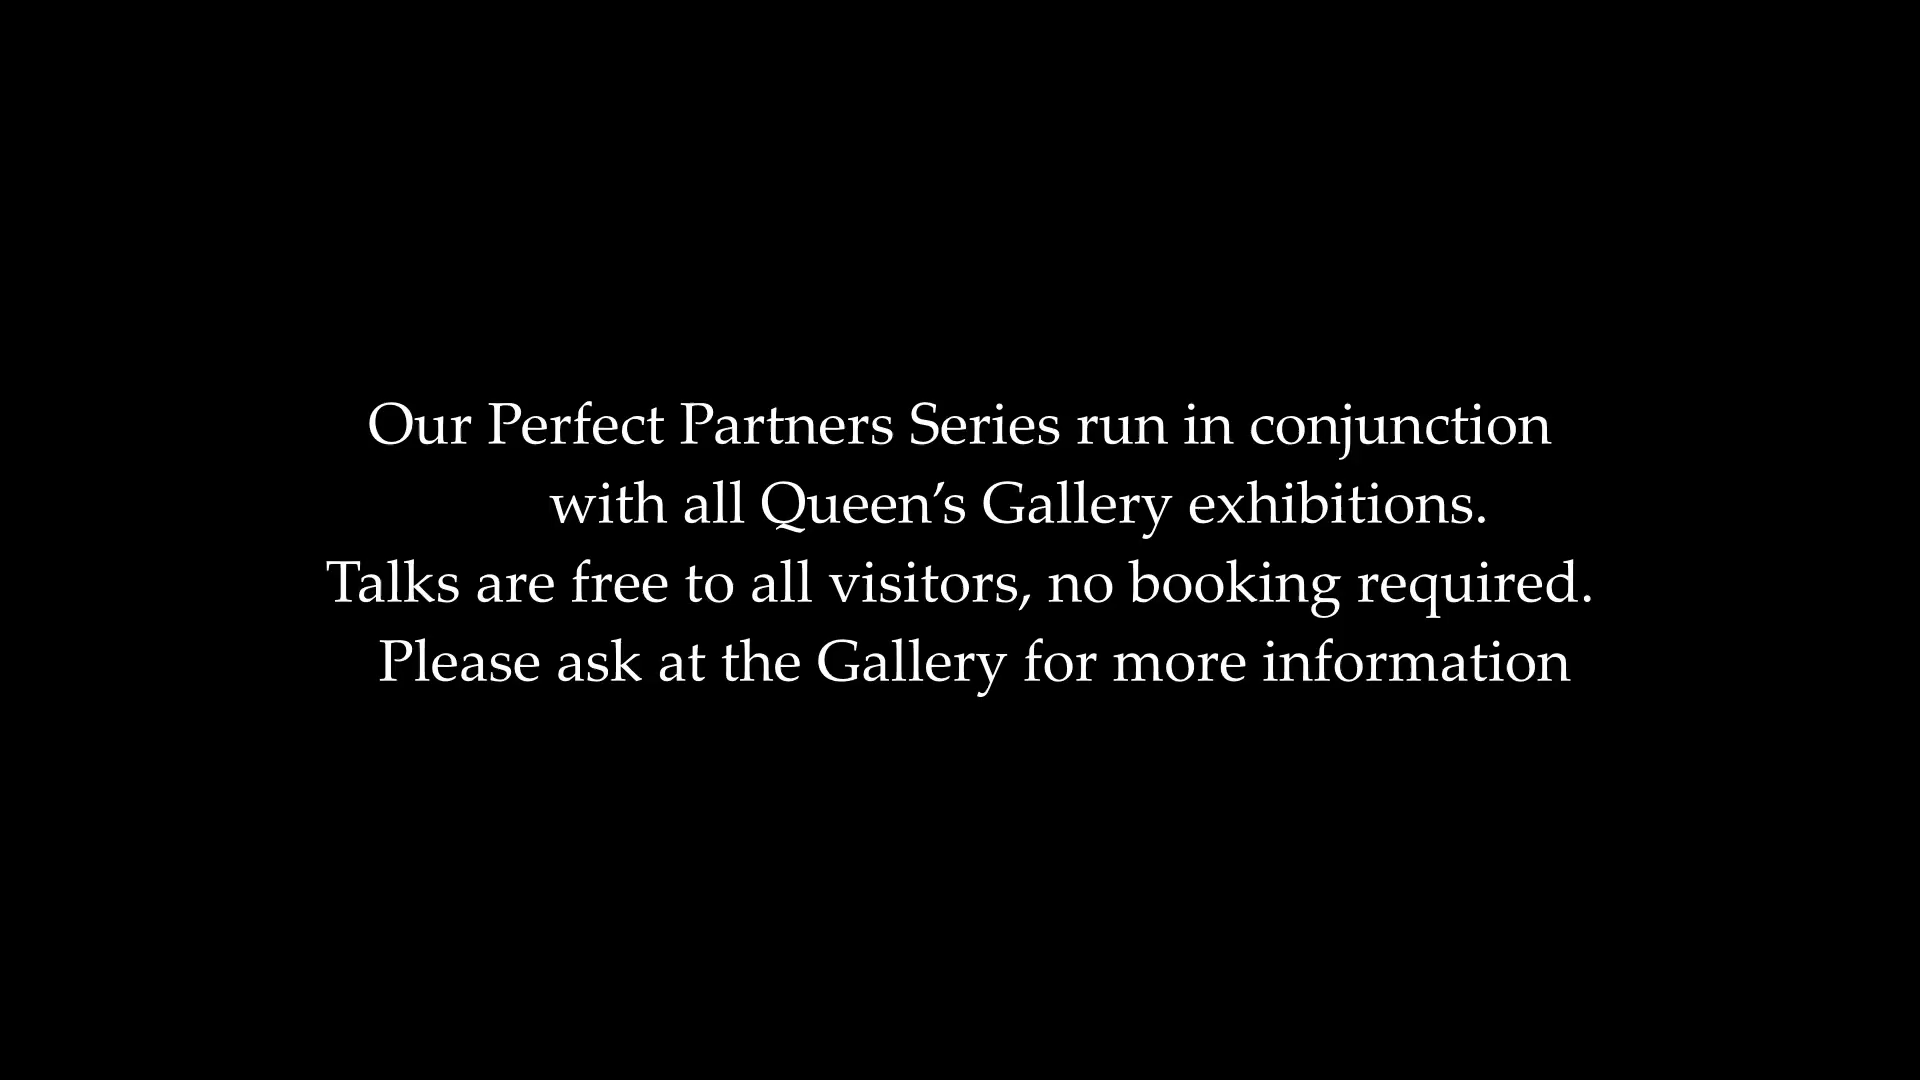 Our Perfect Partners Series run in conjunction
with all Queen’s Gallery exhibitions.
Talks are free to all visitors, no booking required.
Please ask at the Gallery for more information